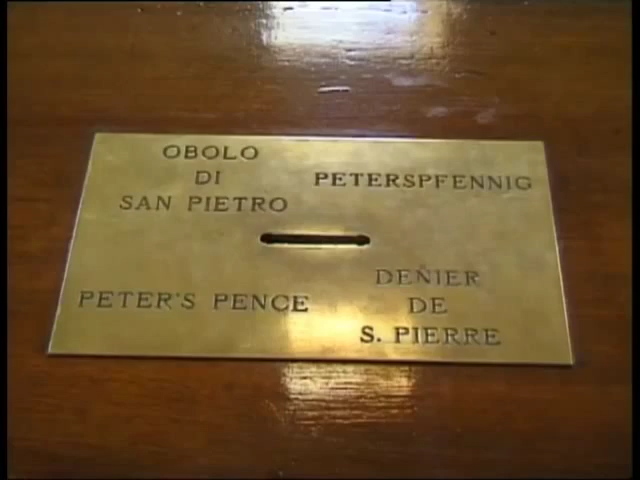 OBOLO
DI
SAN PIETRO
PETERSPFENNIG
PETER'S PENCE
DENIER
DE
S. PIERRE